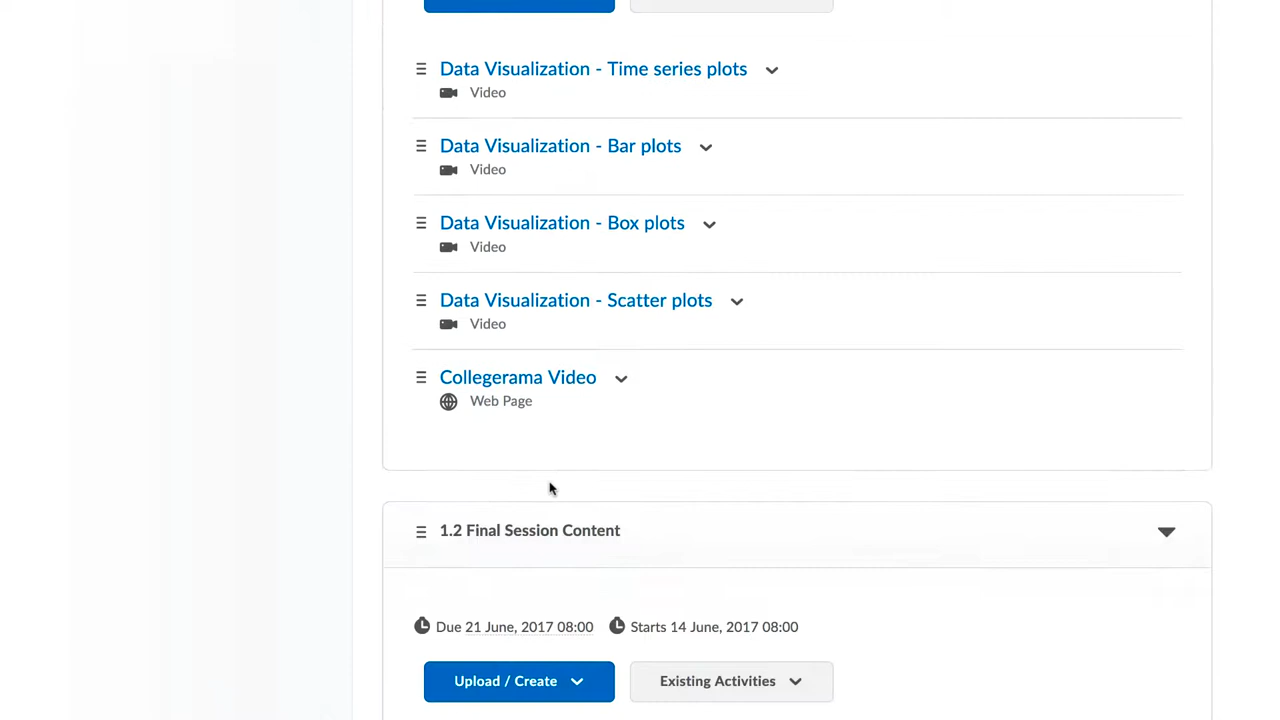 Data Visualization - Time series plots
Video
Data Visualization - Bar plots
Video
Data Visualization - Box plots
Video
Data Visualization - Scatter plots
Video
Collegerama Video
Web Page
1.2 Final Session Content
Due 21 June, 2017 08:00 Starts 14 June, 2017 08:00
Upload / Create Existing Activities